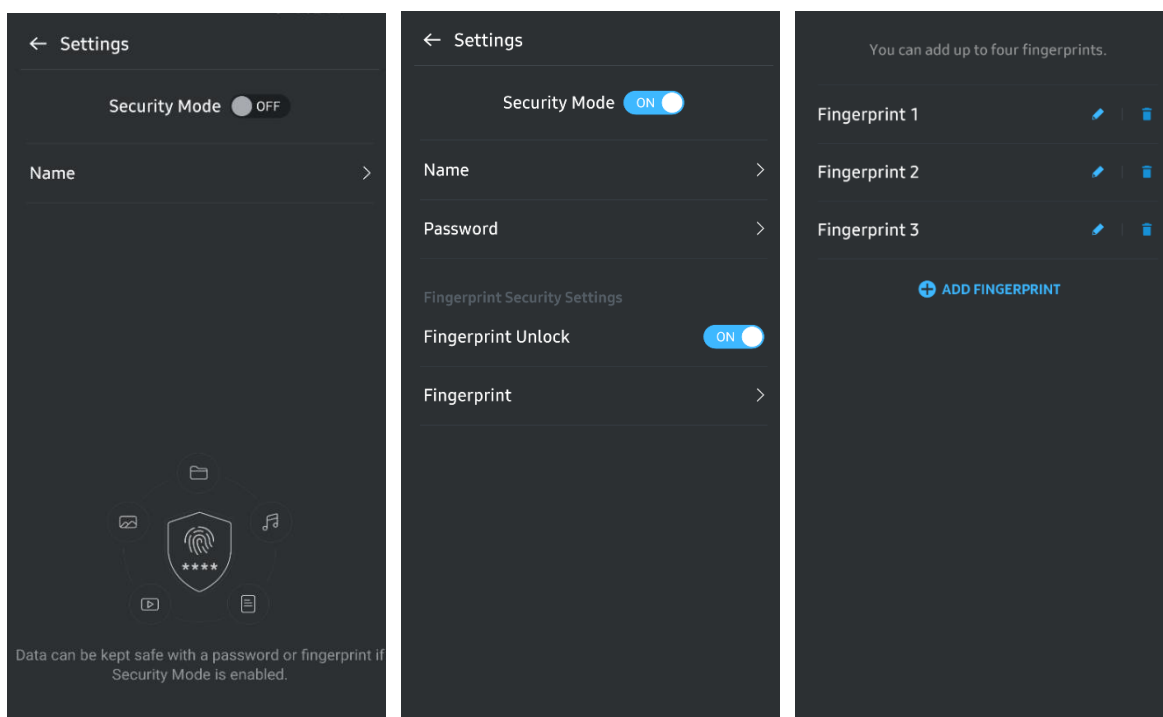 Settings
Security Mode OFF
Name
****
Data can be kept safe with a password or fingerprint if
Security Mode is enabled.
Settings
Security Mode ON
Name
Password
Fingerprint Security Settings
Fingerprint Unlock ON
Fingerprint
You can add up to four fingerprints.
Fingerprint 1
Fingerprint 2
Fingerprint 3
ADD FINGERPRINT